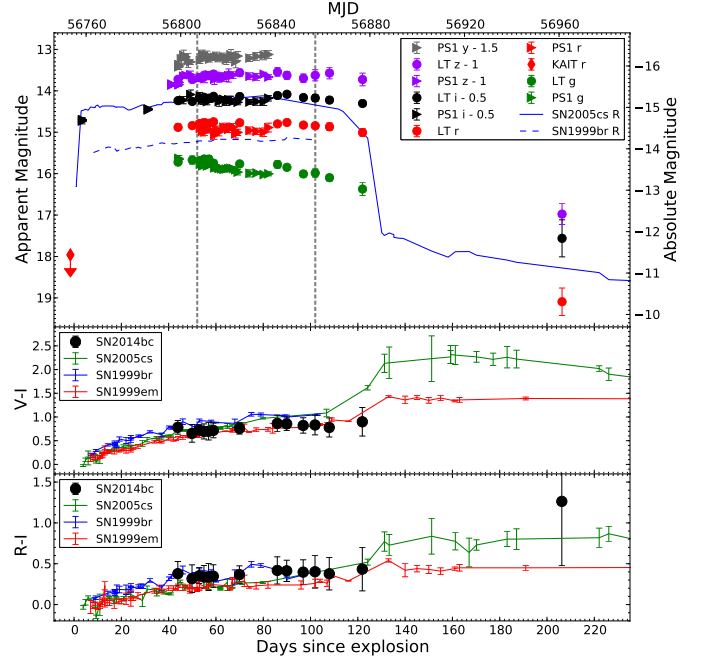 MJD
56760 56800 56840 56880 56920 56960
Apparent Magnitude
13
14
15
16
17
18
19
PS1 y - 1.5
LT z - 1
PS1 z - 1
LT i - 0.5
PS1 i - 0.5
LT r
PS1 r
KAIT r
LT g
PS1 g
SN2005cs R
SN1999br R
−16
−15
−14
−13
−12
−11
−10
Absolute Magnitude
V-I
2.5
2.0
1.5
1.0
0.5
0.0
SN2014bc
SN2005cs
SN1999br
SN1999em
R-I
1.5
1.0
0.5
0.0
SN2014bc
SN2005cs
SN1999br
SN1999em
0 20 40 60 80 100 120 140 160 180 200 220
Days since explosion